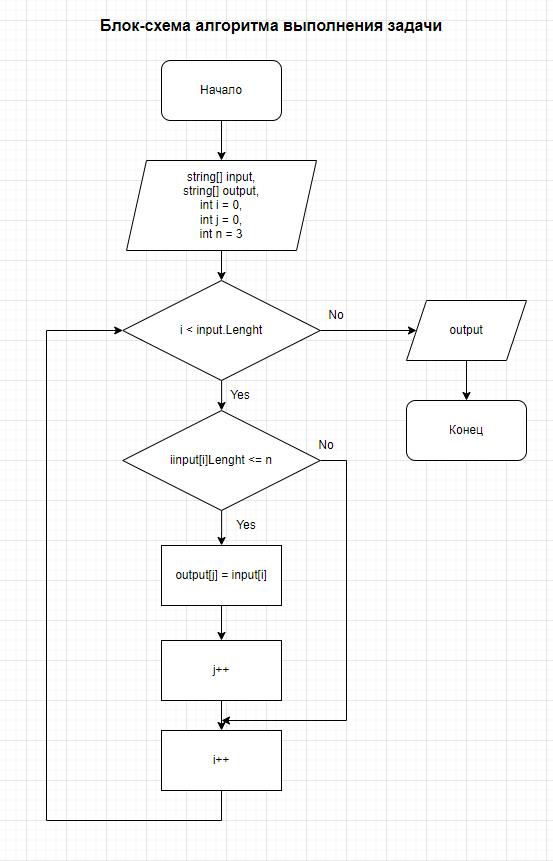 Блок-схема алгоритма выполнения задачи
Начало
string[] input,
string[] output,
int i = 0,
int j = 0,
int n = 3
i < input.Lenght
No
output
Конец
Yes
iinput[i]Lenght <= n
No
Yes
output[j] = input[i]
j++
i++